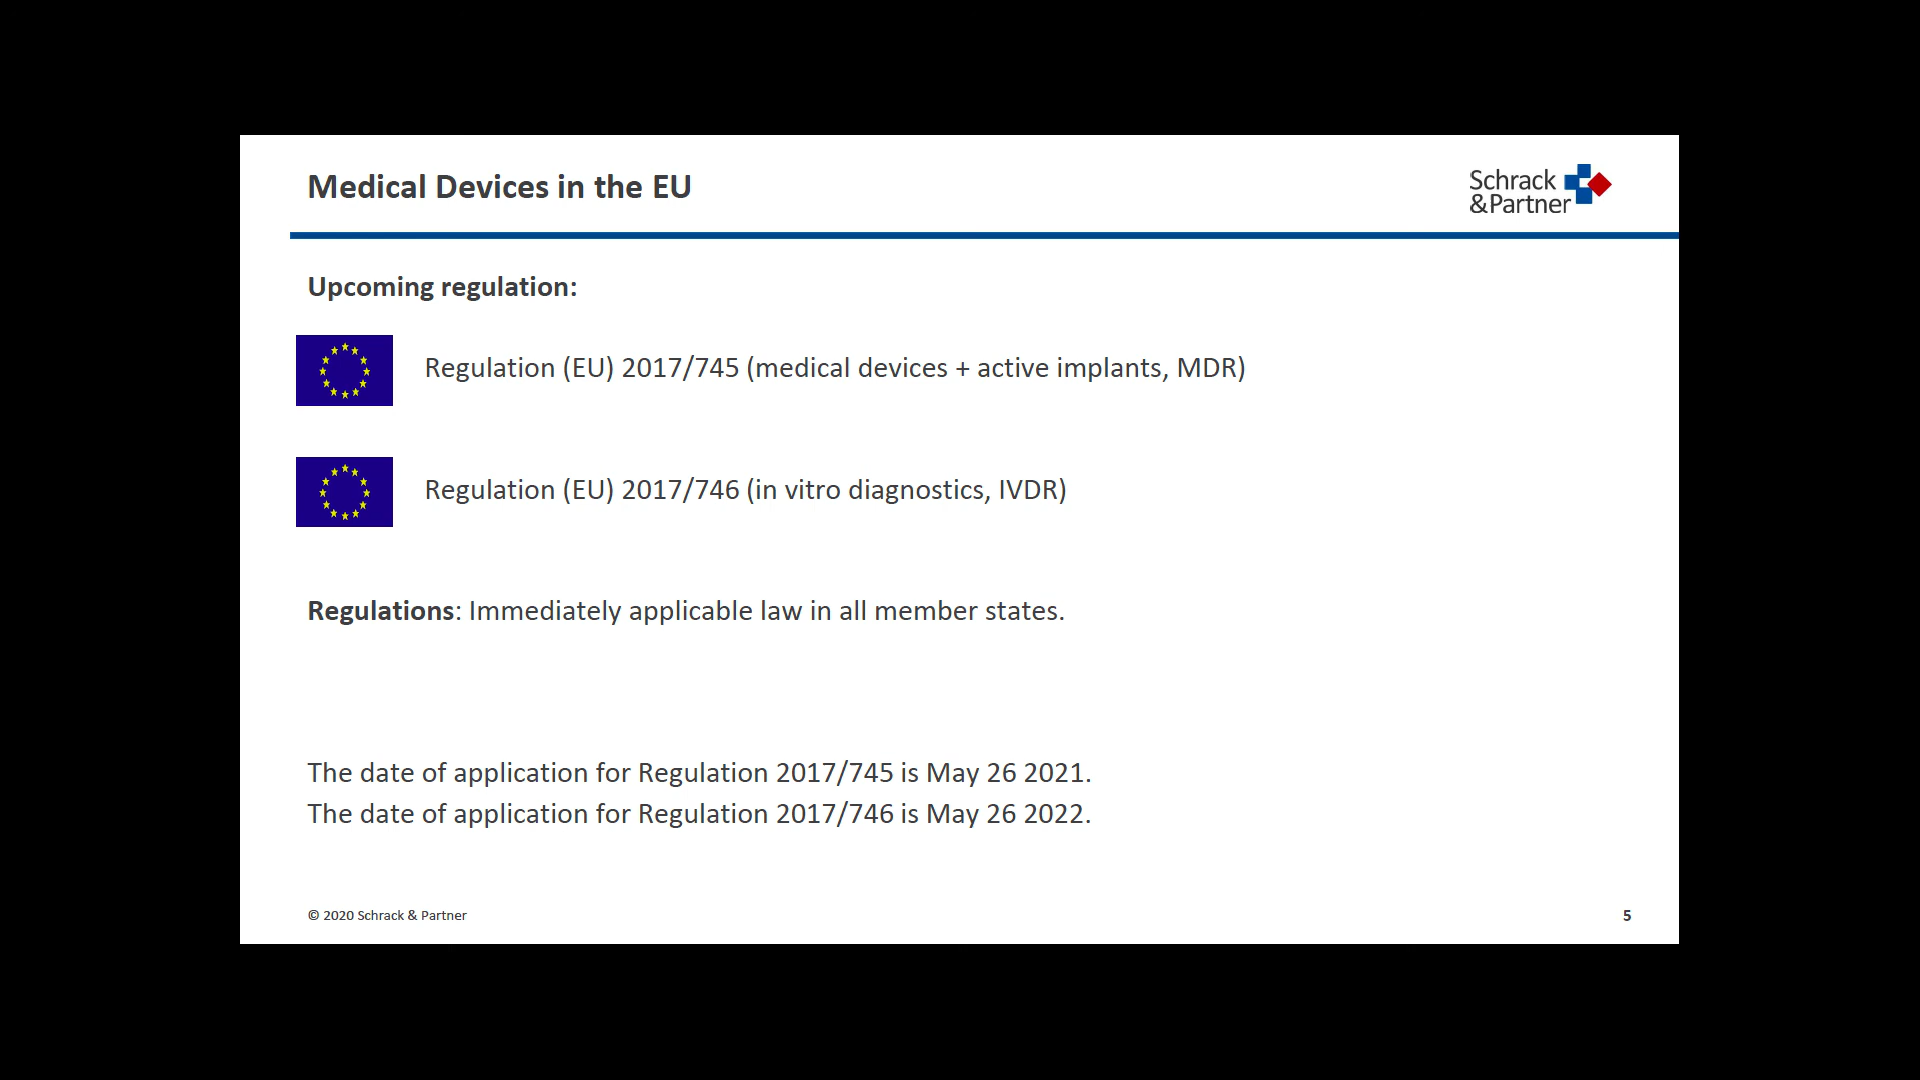 Medical Devices in the EU
Schrack
&Partner
Upcoming regulation:
Regulation (EU) 2017/745 (medical devices + active implants, MDR)
Regulation (EU) 2017/746 (in vitro diagnostics, IVDR)
Regulations: Immediately applicable law in all member states.
The date of application for Regulation 2017/745 is May 26 2021.
The date of application for Regulation 2017/746 is May 26 2022.
© 2020 Schrack & Partner
5